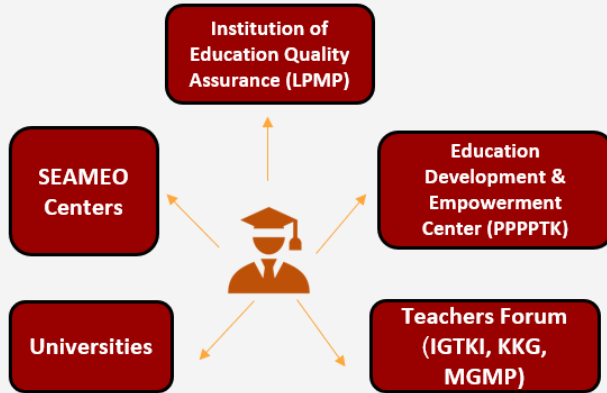 Institution of
Education Quality
Assurance (LPMP)
SEAMEO
Centers
Education
Development &
Empowerment
Center (PPPPTK)
Universities
Teachers Forum
(IGTKI, KKG,
MGMP)